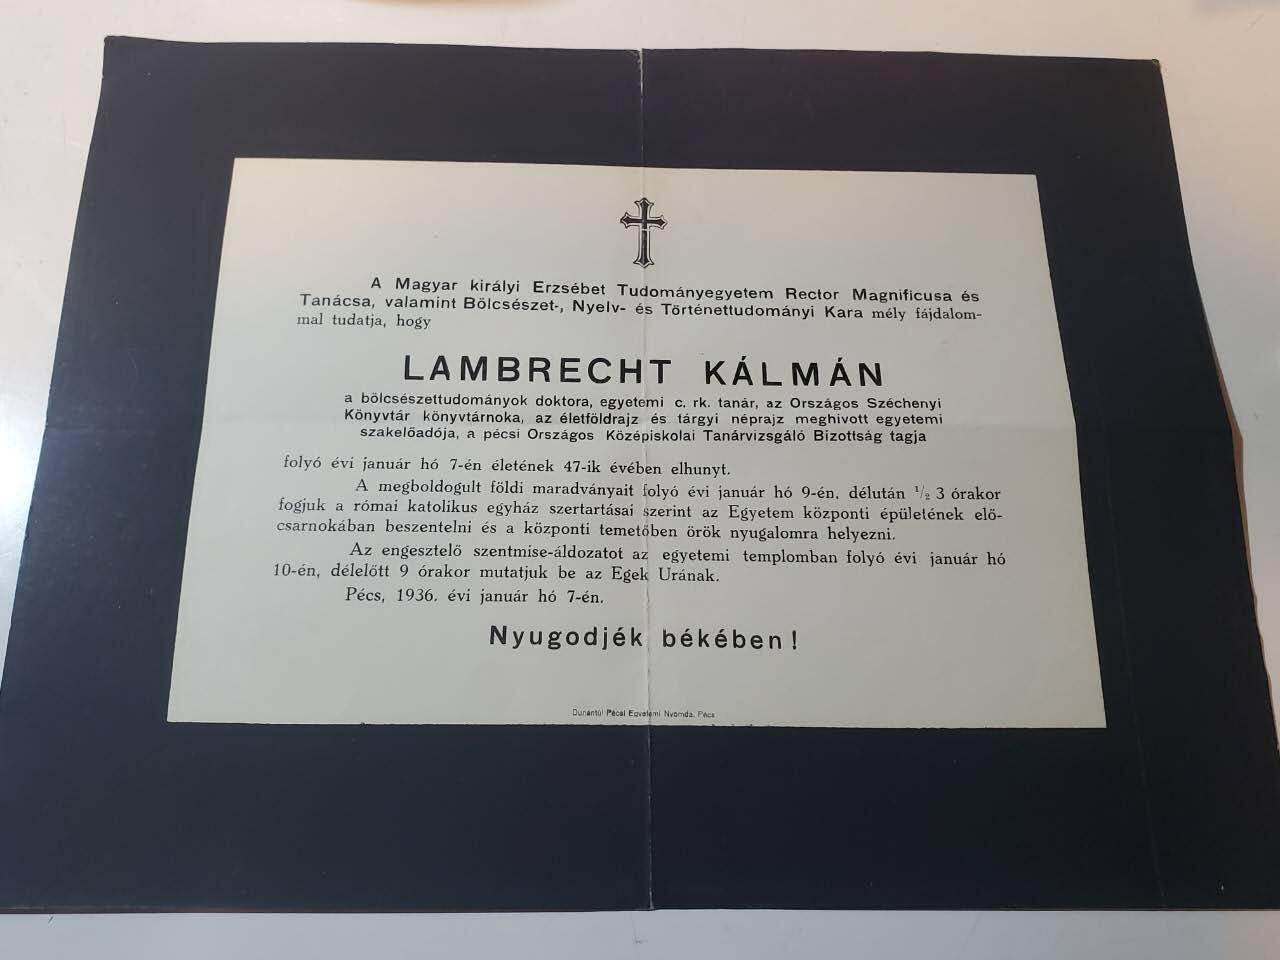 A Magyar királyi Erzsébet Tudományegyetem Rector Magnificusa és
Tanácsa, valamint Bölcsészet-, Nyelv- és Történettudományi Kara mély fájdalom-
mal tudatja, hogy
LAMBRECHT KÁLMÁN
a bölcsészettudományok doktora, egyetemi c. rk. tanár, az Országos Széchenyi
Könyvtár könyvtárnoka, az életföldrajz és tárgyi néprajz meghivott egyetemi
szakelőadója, a pécsi Országos Középiskolai Tanárvizsgáló Bizottság tagja
folyó évi január hó 7-én életének 47-ik évében elhunyt.
A megboldogult földi maradványait folyó évi január hó 9-én, délután ½ 3 órakor
fogjuk a római katolikus egyház szertartásai szerint az Egyetem központi épületének elő-
csarnokában beszentelni és a központi temetőben örök nyugalomra helyezni.
Az engesztelő szentmise-áldozatot az egyetemi templomban folyó évi január hó
10-én, délelőtt 9 órakor mutatjuk be az Egek Urának.
Pécs, 1936. évi január hó 7-én.
Nyugodjék békében!
Dunántúl Pécsi Egyetemi Nyomda, Pécs